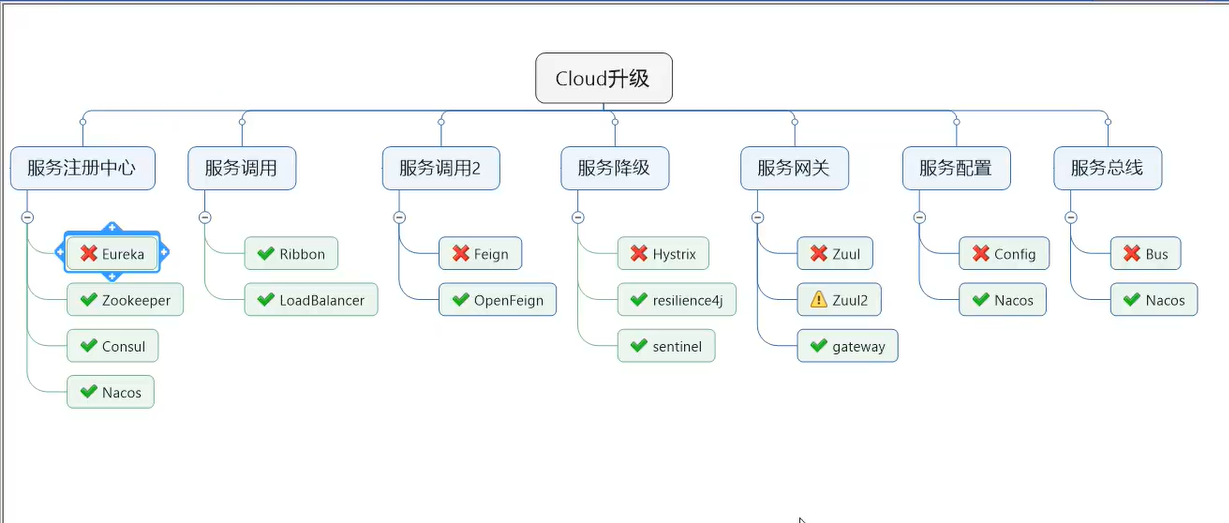 Cloud升级
服务注册中心
Eureka
Zookeeper
Consul
Nacos
服务调用
Ribbon
LoadBalancer
服务调用2
Feign
OpenFeign
服务降级
Hystrix
resilience4j
sentinel
服务网关
Zuul
Zuul2
gateway
服务配置
Config
Nacos
服务总线
Bus
Nacos